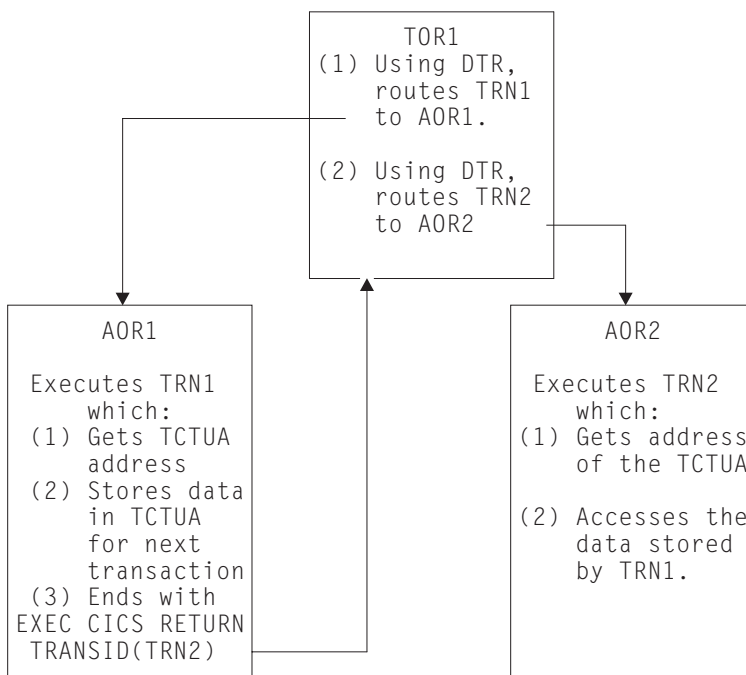 TOR1
(1) Using DTR,
routes TRN1
to AOR1.
(2) Using DTR,
routes TRN2
to AOR2
AOR1
Executes TRN1
which:
(1) Gets TCTUA
address
(2) Stores data
in TCTUA
for next
transaction
(3) Ends with
EXEC CICS RETURN
TRANSID(TRN2)
AOR2
Executes TRN2
which:
(1) Gets address
of the TCTUA
(2) Accesses the
data stored
by TRN1.